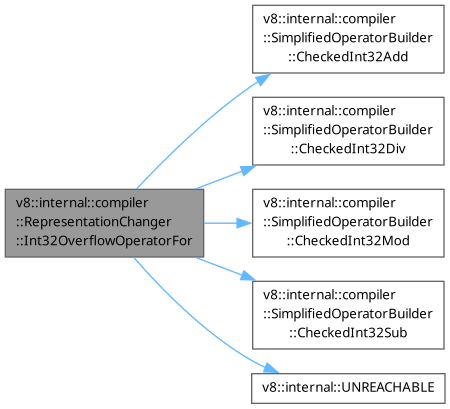 v8::internal::compiler
::RepresentationChanger
::Int32OverflowOperatorFor
v8::internal::compiler
::SimplifiedOperatorBuilder
::CheckedInt32Add
v8::internal::compiler
::SimplifiedOperatorBuilder
::CheckedInt32Div
v8::internal::compiler
::SimplifiedOperatorBuilder
::CheckedInt32Mod
v8::internal::compiler
::SimplifiedOperatorBuilder
::CheckedInt32Sub
v8::internal::UNREACHABLE